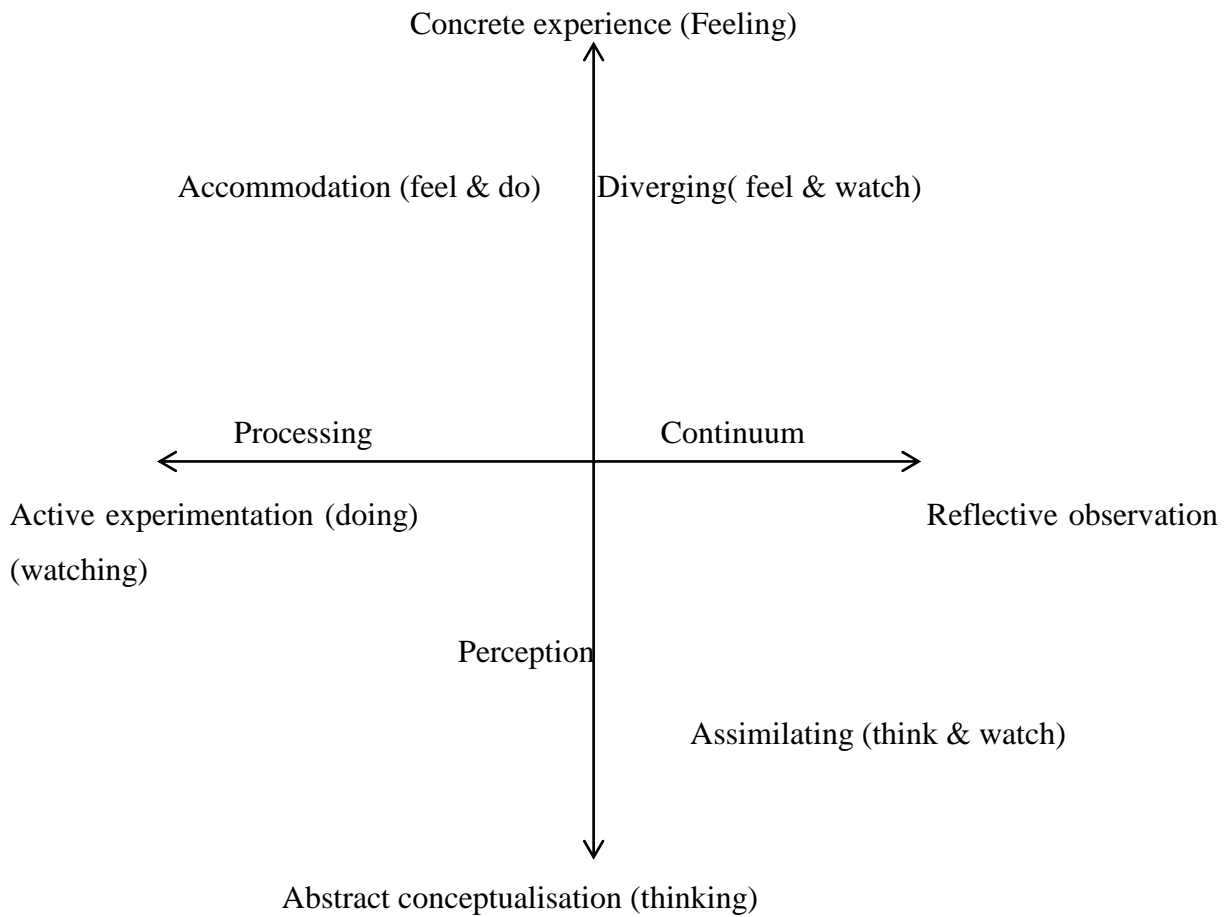 Concrete experience (Feeling)
Accommodation (feel & do)
Diverging( feel & watch)
Processing
Continuum
Active experimentation (doing)
Reflective observation
(watching)
Perception
Assimilating (think & watch)
Abstract conceptualisation (thinking)